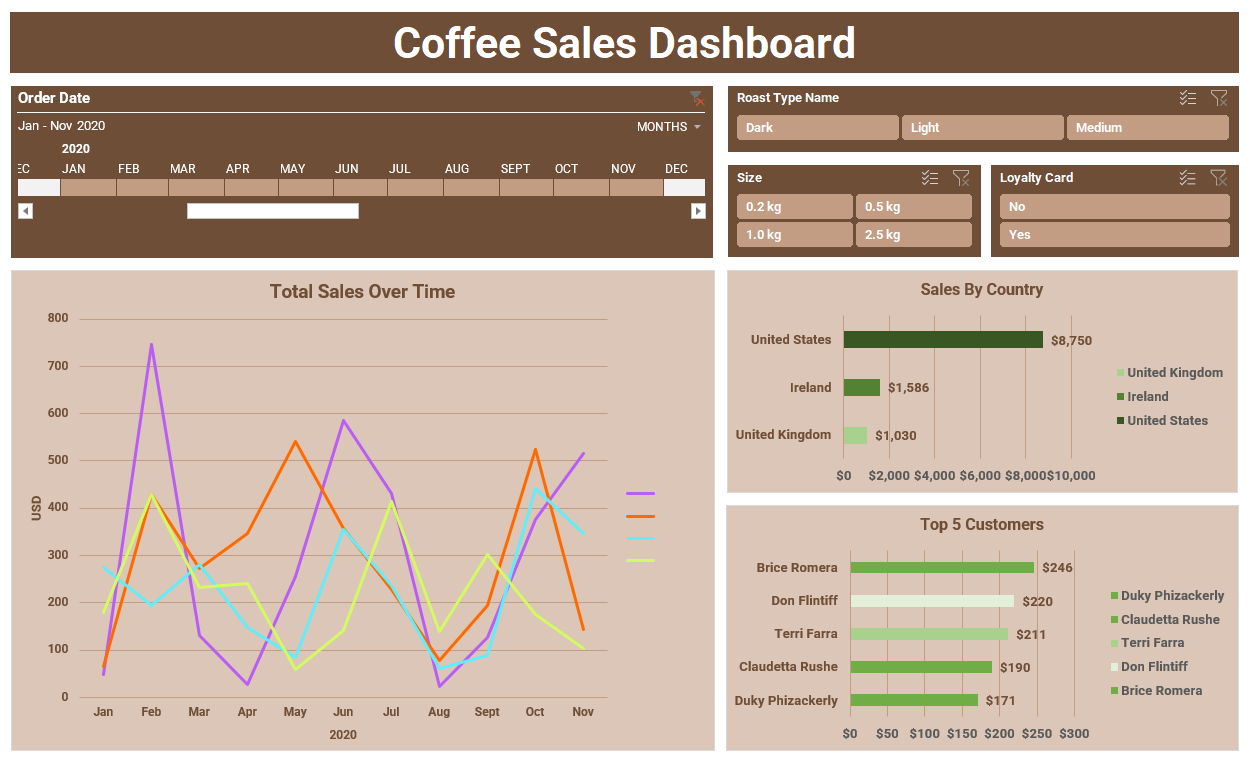 Coffee Sales Dashboard
Order Date
Jan - Nov 2020
MONTHS
2020
EC JAN FEB MAR APR MAY JUN JUL AUG SEPT OCT NOV DEC
Roast Type Name
Dark Light Medium
Size
0.2 kg 0.5 kg
1.0 kg 2.5 kg
Loyalty Card
No
Yes
Total Sales Over Time
800
700
600
500
400
300
200
100
0
USD
Jan Feb Mar Apr May Jun Jul Aug Sept Oct Nov
2020
Sales By Country
United States $8,750
Ireland $1,586
United Kingdom $1,030
$0 $2,000 $4,000 $6,000 $8,000 $10,000
United Kingdom
Ireland
United States
Top 5 Customers
Brice Romera $246
Don Flintiff $220
Terri Farra $211
Claudetta Rushe $190
Duky Phizackerly $171
$0 $50 $100 $150 $200 $250 $300
Duky Phizackerly
Claudetta Rushe
Terri Farra
Don Flintiff
Brice Romera